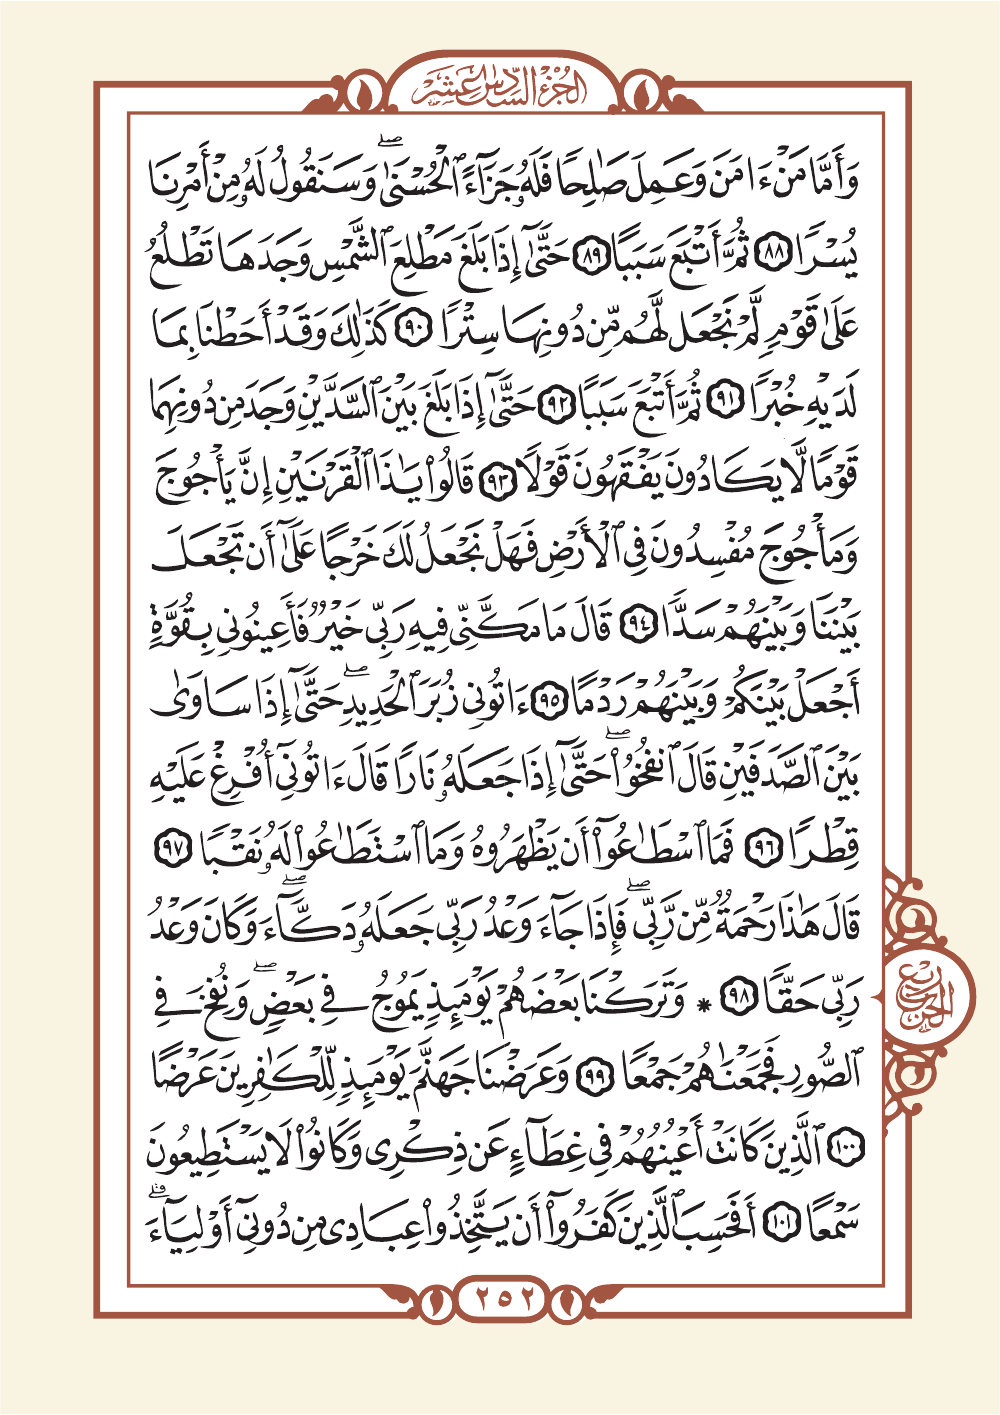 الجزء السادس عشر
وَأَمَّا مَنْ ءَامَنَ وَعَمِلَ صَٰلِحًا فَلَهُۥ جَزَآءً ٱلْحُسْنَىٰ ۖ وَسَنَقُولُ لَهُۥ مِنْ أَمْرِنَا
يُسْرًا ٨٨ ثُمَّ أَتْبَعَ سَبَبًا ٨٩ حَتَّىٰٓ إِذَا بَلَغَ مَطْلِعَ ٱلشَّمْسِ وَجَدَهَا تَطْلُعُ
عَلَىٰ قَوْمٍ لَّمْ نَجْعَل لَّهُم مِّن دُونِهَا سِتْرًا ٩٠ كَذَٰلِكَ وَقَدْ أَحَطْنَا بِمَا
لَدَيْهِ خُبْرًا ٩١ ثُمَّ أَتْبَعَ سَبَبًا ٩٢ حَتَّىٰٓ إِذَا بَلَغَ بَيْنَ ٱلسَّدَّيْنِ وَجَدَ مِن دُونِهِمَا
قَوْمًا لَّا يَكَادُونَ يَفْقَهُونَ قَوْلًا ٩٣ قَالُوا۟ يَٰذَا ٱلْقَرْنَيْنِ إِنَّ يَأْجُوجَ
وَمَأْجُوجَ مُفْسِدُونَ فِى ٱلْأَرْضِ فَهَلْ نَجْعَلُ لَكَ خَرْجًا عَلَىٰٓ أَن تَجْعَلَ
بَيْنَنَا وَبَيْنَهُمْ سَدًّا ٩٤ قَالَ مَا مَكَّنِّى فِيهِ رَبِّى خَيْرٌ فَأَعِينُونِى بِقُوَّةٍ
أَجْعَلْ بَيْنَكُمْ وَبَيْنَهُمْ رَدْمًا ٩٥ ءَاتُونِى زُبَرَ ٱلْحَدِيدِ ۖ حَتَّىٰٓ إِذَا سَاوَىٰ
بَيْنَ ٱلصَّدَفَيْنِ قَالَ ٱنفُخُوا۟ ۖ حَتَّىٰٓ إِذَا جَعَلَهُۥ نَارًا قَالَ ءَاتُونِىٓ أُفْرِغْ عَلَيْهِ
قِطْرًا ٩٦ فَمَا ٱسْطَٰعُوٓا۟ أَن يَظْهَرُوهُ وَمَا ٱسْتَطَٰعُوا۟ لَهُۥ نَقْبًا ٩٧
قَالَ هَٰذَا رَحْمَةٌ مِّن رَّبِّى ۖ فَإِذَا جَآءَ وَعْدُ رَبِّى جَعَلَهُۥ دَكَّآءَ ۖ وَكَانَ وَعْدُ
رَبِّى حَقًّا ٩٨ * وَتَرَكْنَا بَعْضَهُمْ يَوْمَئِذٍ يَمُوجُ فِى بَعْضٍ ۖ وَنُفِخَ فِى
ٱلصُّورِ فَجَمَعْنَٰهُمْ جَمْعًا ٩٩ وَعَرَضْنَا جَهَنَّمَ يَوْمَئِذٍ لِّلْكَٰفِرِينَ عَرْضًا
١٠٠ ٱلَّذِينَ كَانَتْ أَعْيُنُهُمْ فِى غِطَآءٍ عَن ذِكْرِى وَكَانُوا۟ لَا يَسْتَطِيعُونَ
سَمْعًا ١٠١ أَفَحَسِبَ ٱلَّذِينَ كَفَرُوٓا۟ أَن يَتَّخِذُوا۟ عِبَادِى مِن دُونِىٓ أَوْلِيَآءَ ۚ
٢٥٢